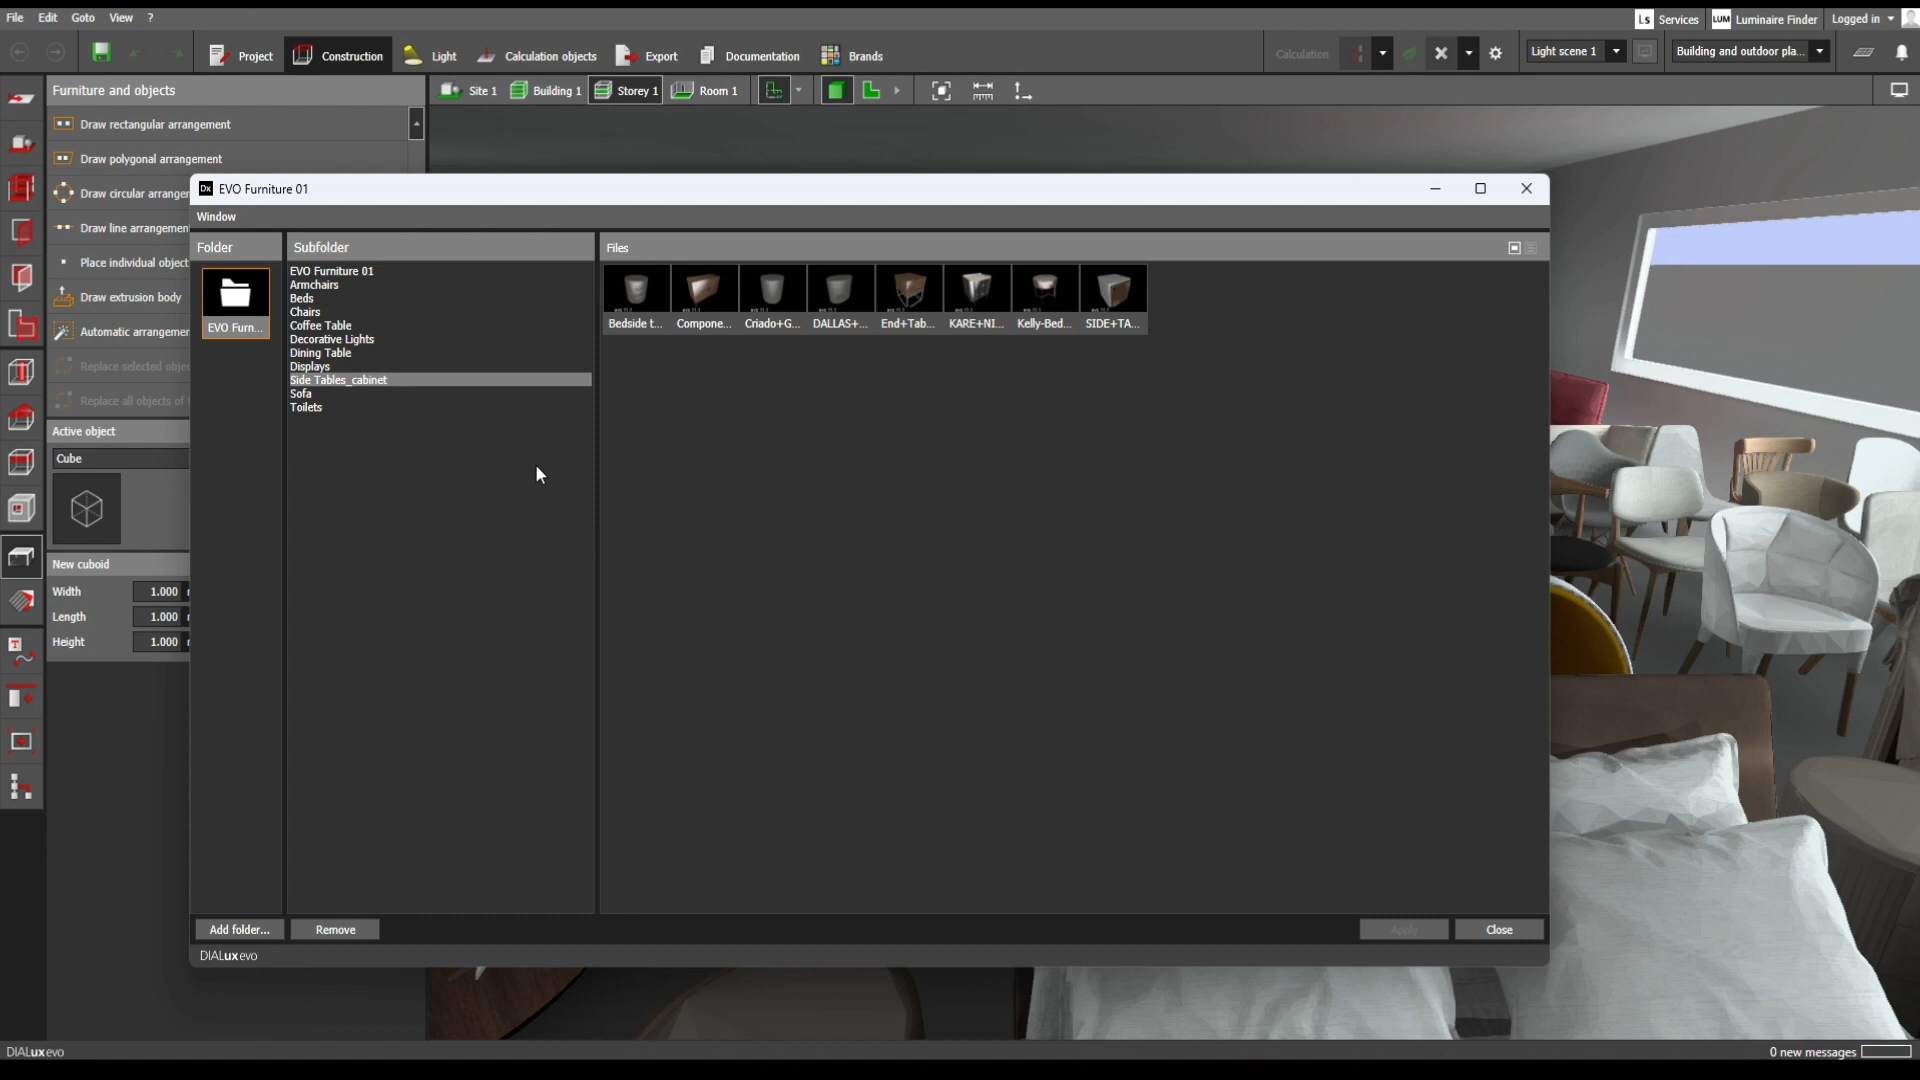 File Edit Goto View ?
Ls Services LUM Luminaire Finder Logged in
Project Construction Light Calculation objects Export Documentation Brands
Calculation Light scene 1 Building and outdoor pla...
Furniture and objects
Site 1 Building 1 Storey 1 Room 1
Draw rectangular arrangement
Draw polygonal arrangement
Draw circular arranger
Draw line arrangemen
Place individual object
Draw extrusion body
Automatic arrangemer
Replace selected obje
Replace all objects of
Active object
Cube
New cuboid
Width 1.000
Length 1.000
Height 1.000
Dx EVO Furniture 01
Window
Folder Subfolder Files
EVO Furn...
EVO Furniture 01
Armchairs
Beds
Chairs
Coffee Table
Decorative Lights
Dining Table
Displays
Side Tables_cabinet
Sofa
Toilets
Bedside t... Compone... Criado+G... DALLAS+... End+Tab... KARE+NI... Kelly-Bed... SIDE+TA...
Add folder... Remove Apply Close
DIALux evo
DIALux evo
0 new messages